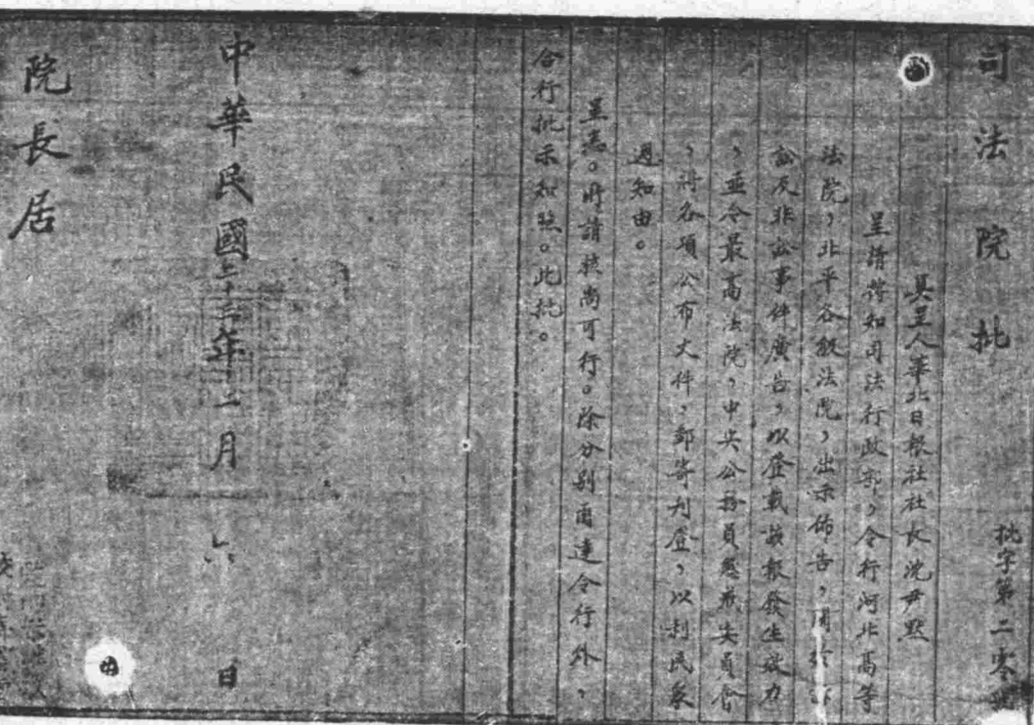 司法院批
批字第二零號
具呈人華北日報社社長沈尹默
呈請飭知司法行政部，令行河北高等
法院，北平各級法院，出示佈告，關於訴
訟及非訟事件廣告，以登載該報發生效力
，並令最高法院，中央公務員懲戒委員會
，將各項公布文件，郵寄刊登，以利民眾
週知由。
呈悉。所請核尚可行。除分別函達令行外，
合行批示知照。此批。
中華民國二十三年二月六日
院長居